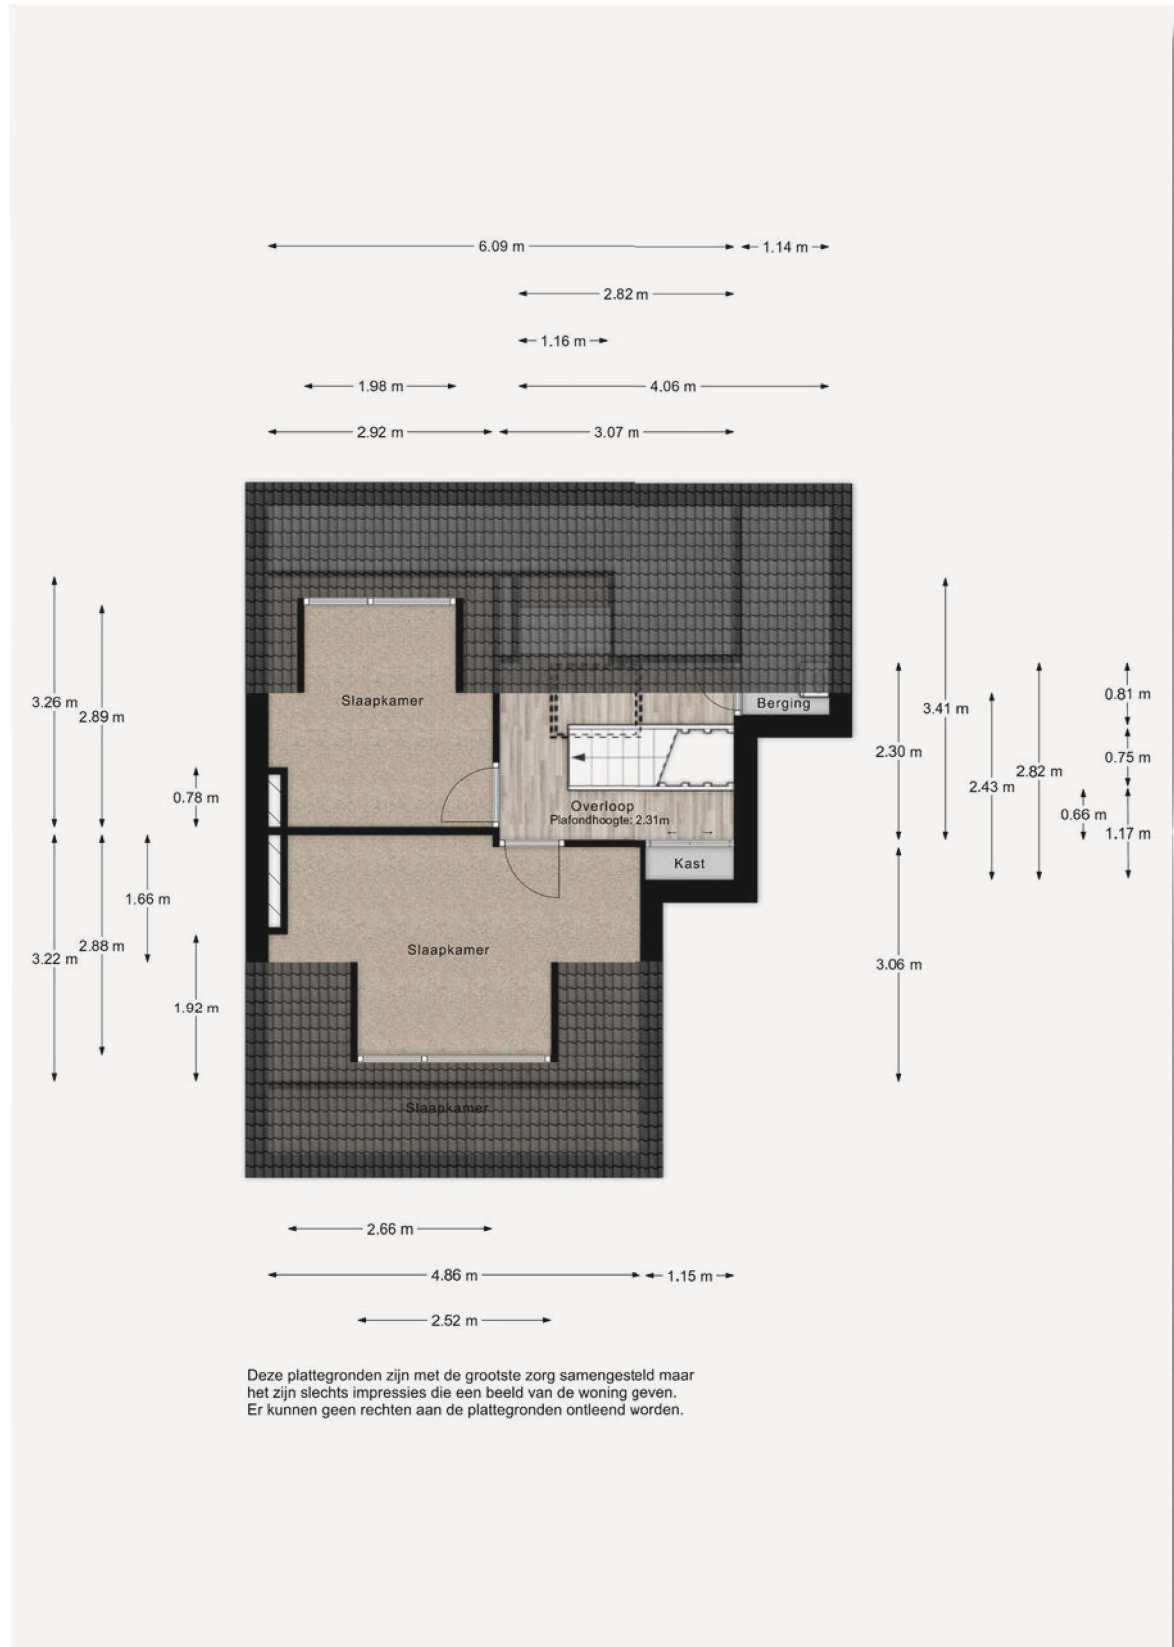 6.09 m
1.14 m
2.82 m
1.16 m
1.98 m
4.06 m
2.92 m
3.07 m
3.26 m
2.89 m
0.78 m
Slaapkamer
Berging
Overloop
Plafondhoogte: 2.31m
Kast
3.41 m
0.81 m
2.30 m
0.75 m
2.82 m
2.43 m
0.66 m
1.17 m
1.66 m
2.88 m
3.22 m
1.92 m
Slaapkamer
3.06 m
Slaapkamer
2.66 m
4.86 m
1.15 m
2.52 m
Deze plattegronden zijn met de grootste zorg samengesteld maar
het zijn slechts impressies die een beeld van de woning geven.
Er kunnen geen rechten aan de plattegronden ontleend worden.